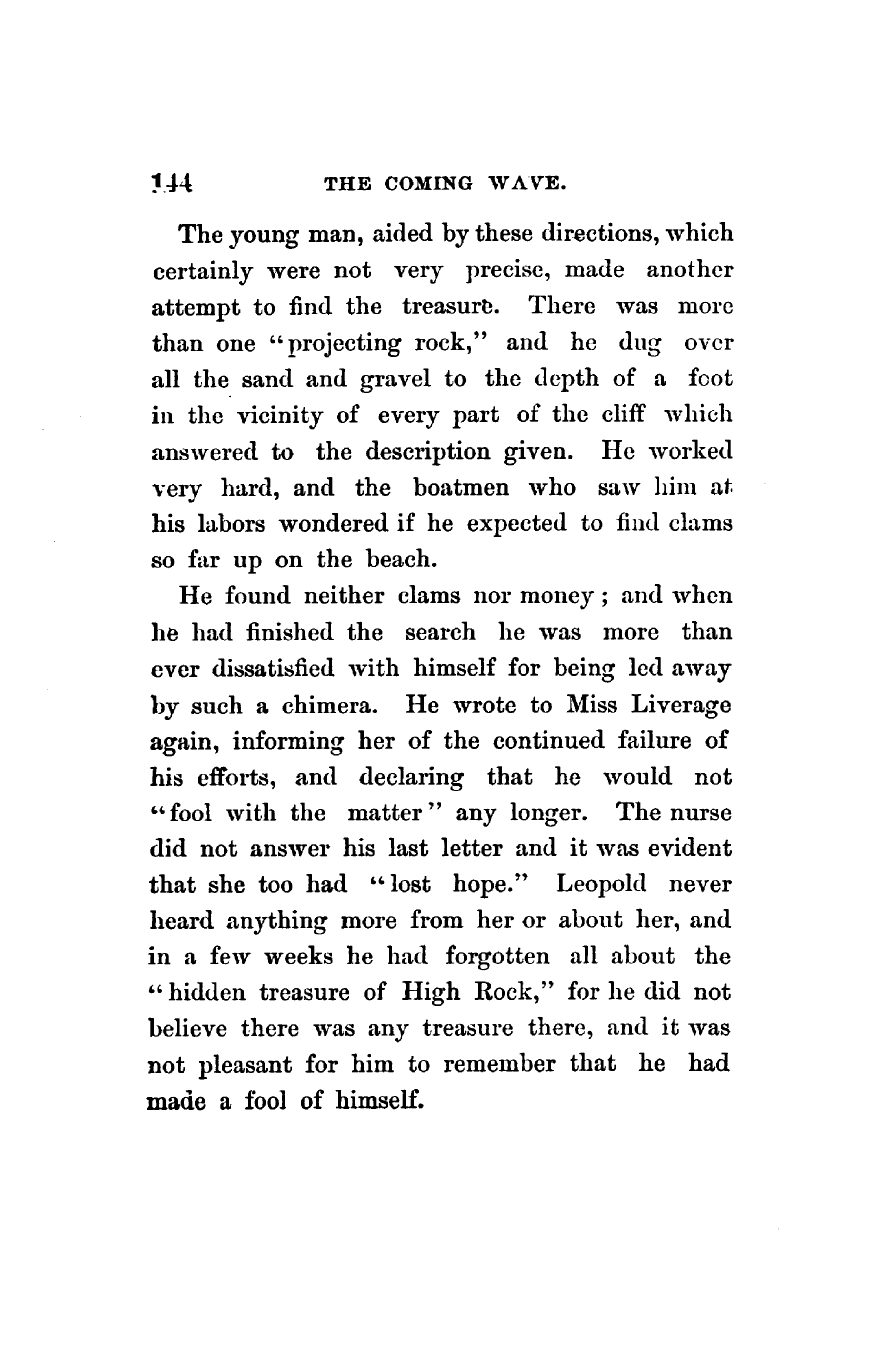 144 THE COMING WAVE.
The young man, aided by these directions, which
certainly were not very precise, made another
attempt to find the treasure. There was more
than one “projecting rock,” and he dug over
all the sand and gravel to the depth of a foot
in the vicinity of every part of the cliff which
answered to the description given. He worked
very hard, and the boatmen who saw him at
his labors wondered if he expected to find clams
so far up on the beach.
He found neither clams nor money; and when
he had finished the search he was more than
ever dissatisfied with himself for being led away
by such a chimera. He wrote to Miss Liverage
again, informing her of the continued failure of
his efforts, and declaring that he would not
“fool with the matter” any longer. The nurse
did not answer his last letter and it was evident
that she too had “lost hope.” Leopold never
heard anything more from her or about her, and
in a few weeks he had forgotten all about the
“hidden treasure of High Rock,” for he did not
believe there was any treasure there, and it was
not pleasant for him to remember that he had
made a fool of himself.